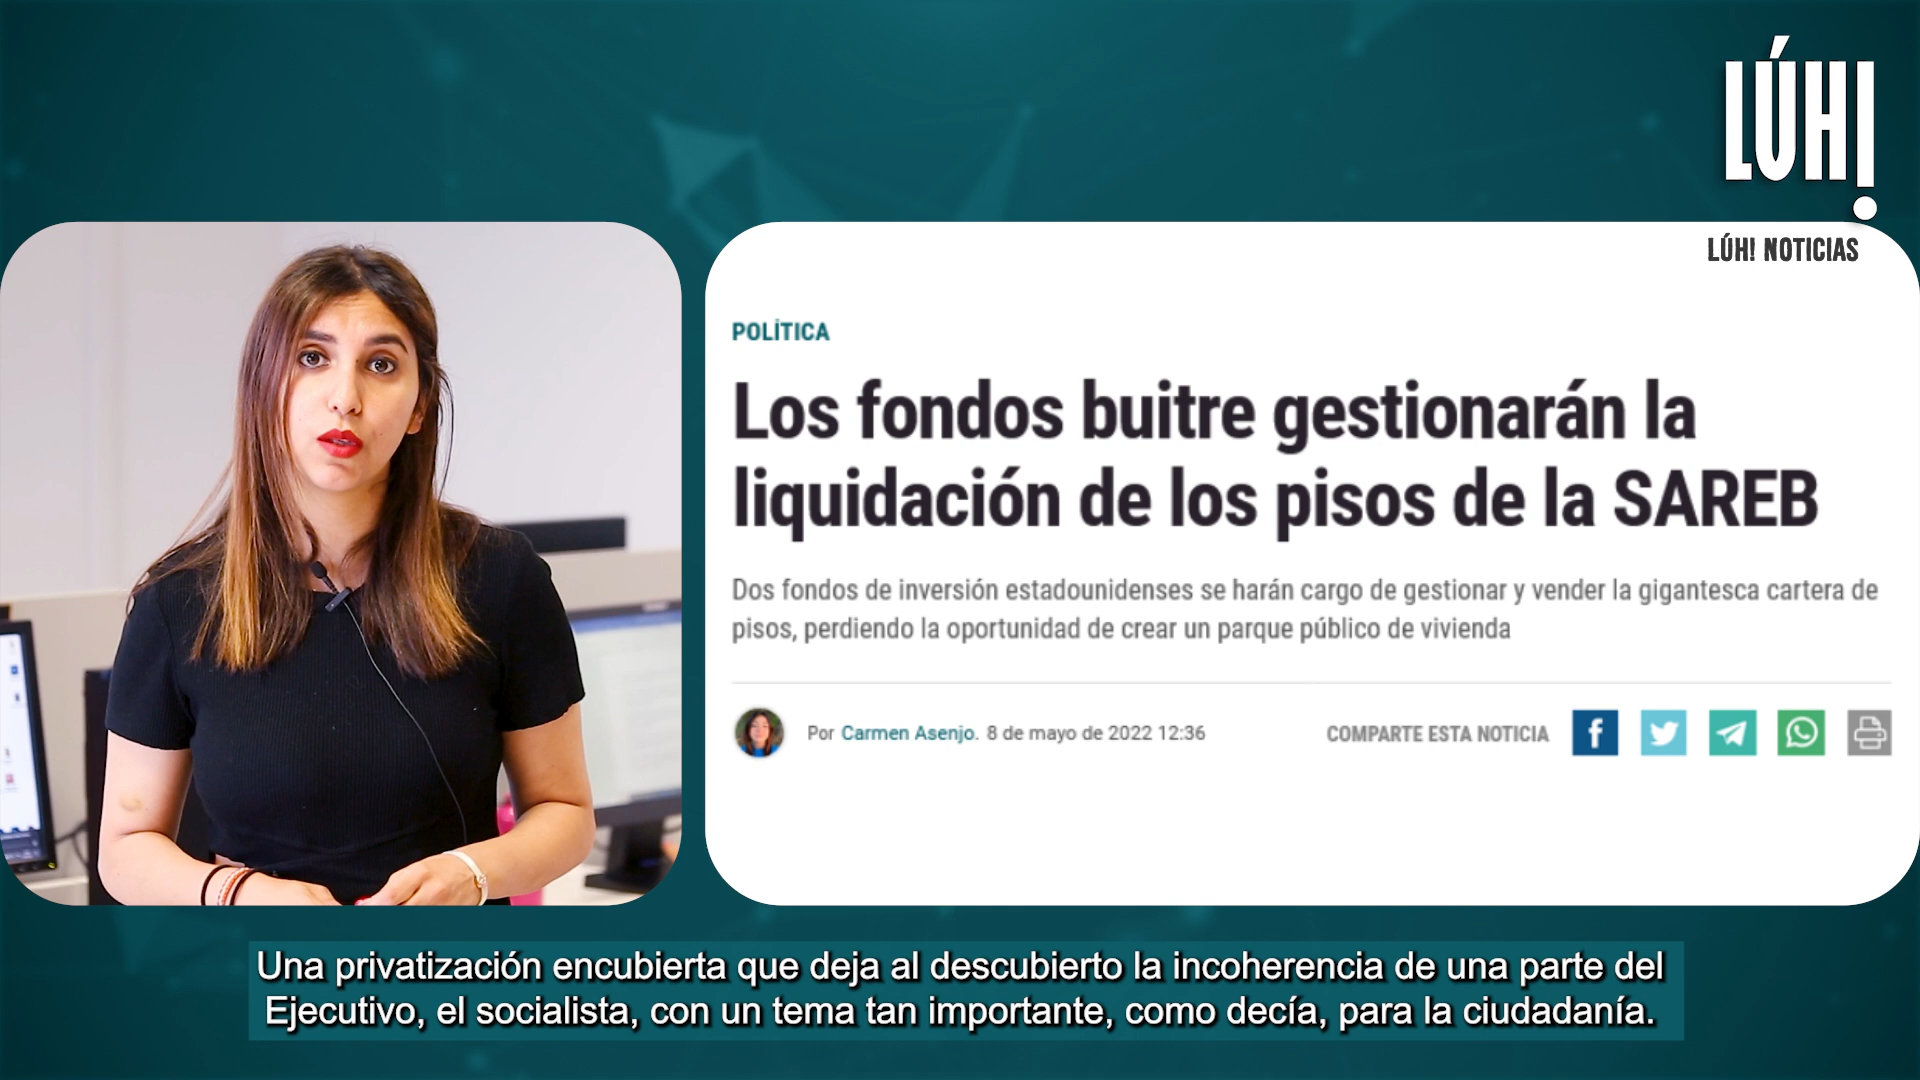 LÚH!
LÚH! NOTICIAS
POLÍTICA
Los fondos buitre gestionarán la
liquidación de los pisos de la SAREB
Dos fondos de inversión estadounidenses se harán cargo de gestionar y vender la gigantesca cartera de
pisos, perdiendo la oportunidad de crear un parque público de vivienda
Por Carmen Asenjo. 8 de mayo de 2022 12:36
COMPARTE ESTA NOTICIA
Una privatización encubierta que deja al descubierto la incoherencia de una parte del
Ejecutivo, el socialista, con un tema tan importante, como decía, para la ciudadanía.